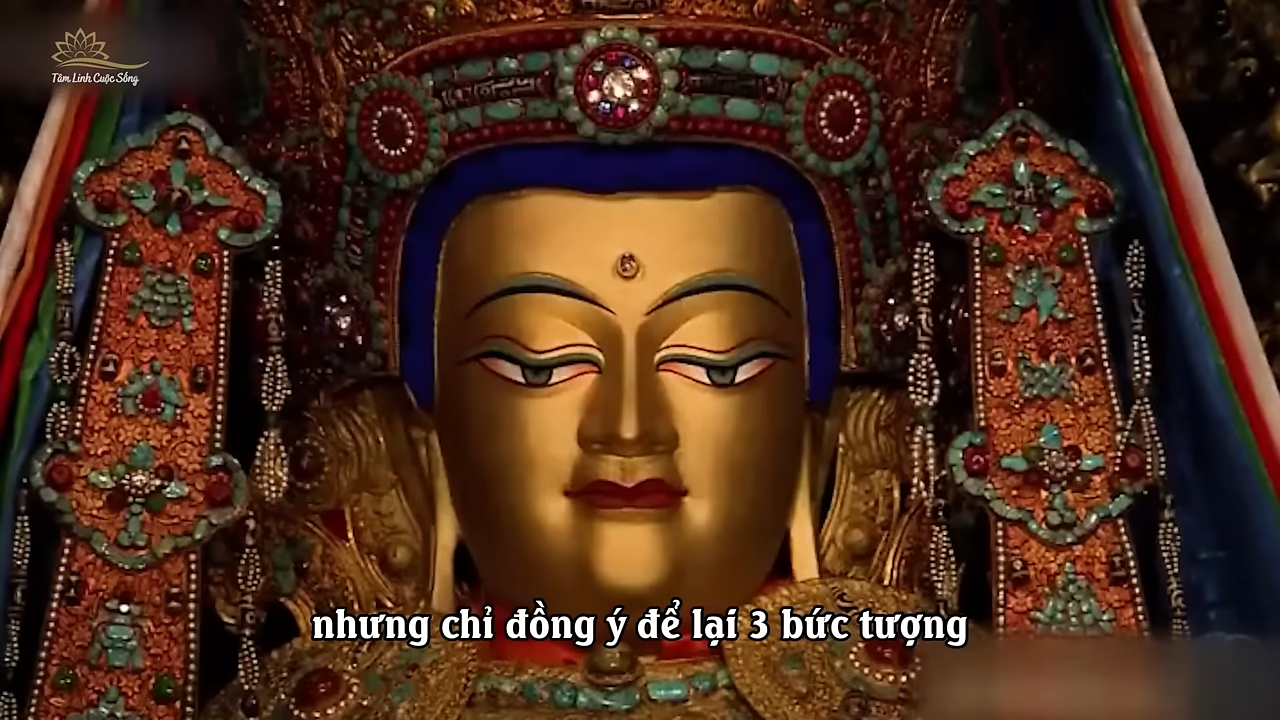 Tâm Linh Cuộc Sống
nhưng chỉ đồng ý để lại 3 bức tượng